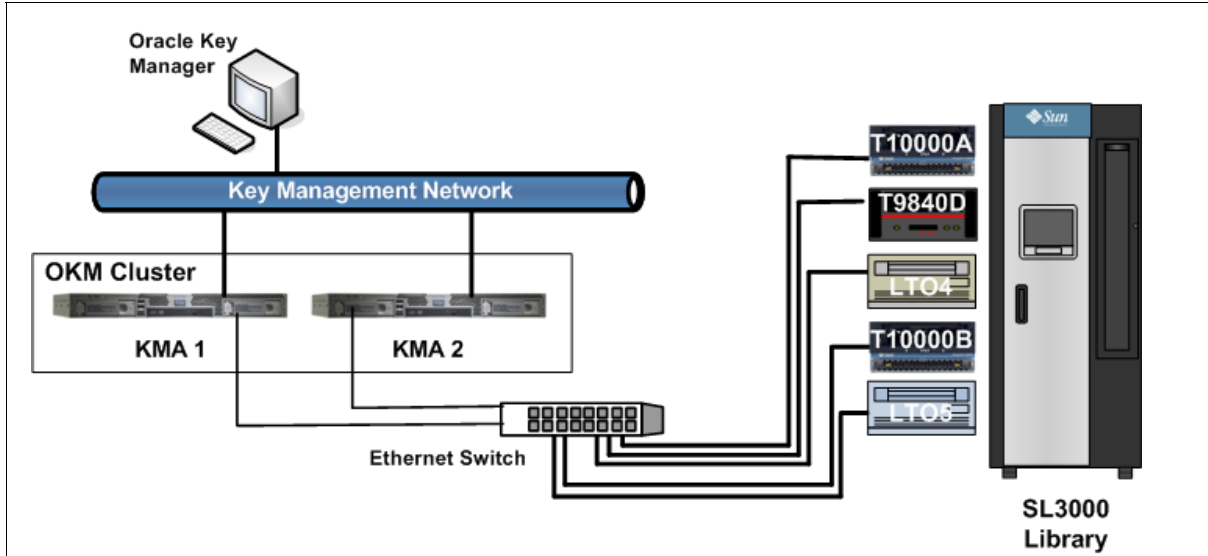 Oracle Key
Manager
Key Management Network
OKM Cluster
KMA 1
KMA 2
Ethernet Switch
T10000A
T9840D
LTO4
T10000B
LTO5
Sun
SL3000
Library